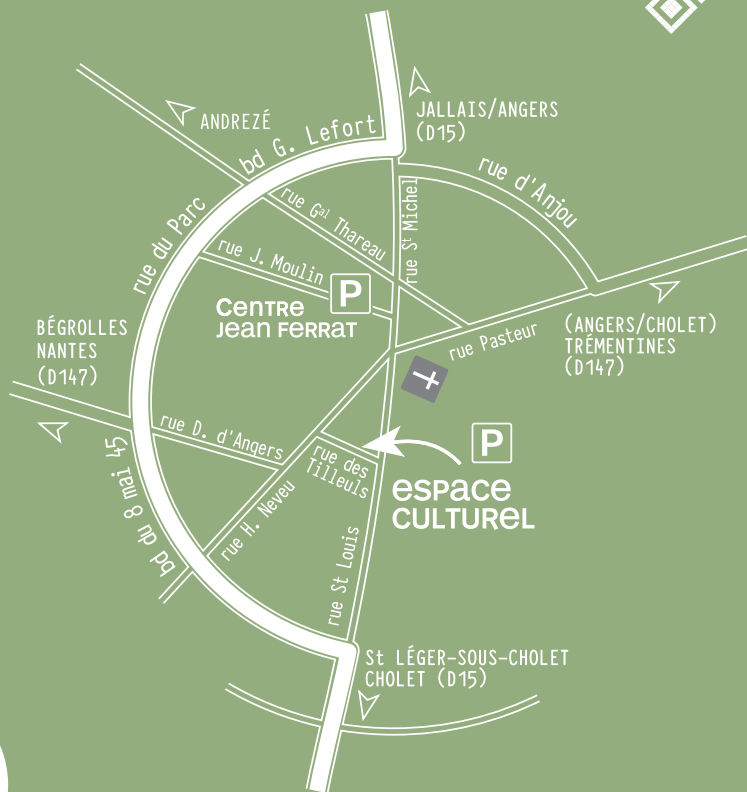 JALLAIS/ANGERS
(D15)
ANDREZÉ
bd G. Lefort
rue d'Anjou
rue du Parc
rue Gal Thareau
rue St Michel
rue J. Moulin
P
CENTRE
JEAN FERRAT
BÉGROLLES
NANTES
(D147)
(ANGERS/CHOLET)
TRÉMENTINES
(D147)
rue Pasteur
rue D. d'Angers
P
rue des
Tilleuls
ESPACE
CULTUREL
bd du 8 mai 45
rue H. Neveu
rue St Louis
St LÉGER-SOUS-CHOLET
CHOLET (D15)